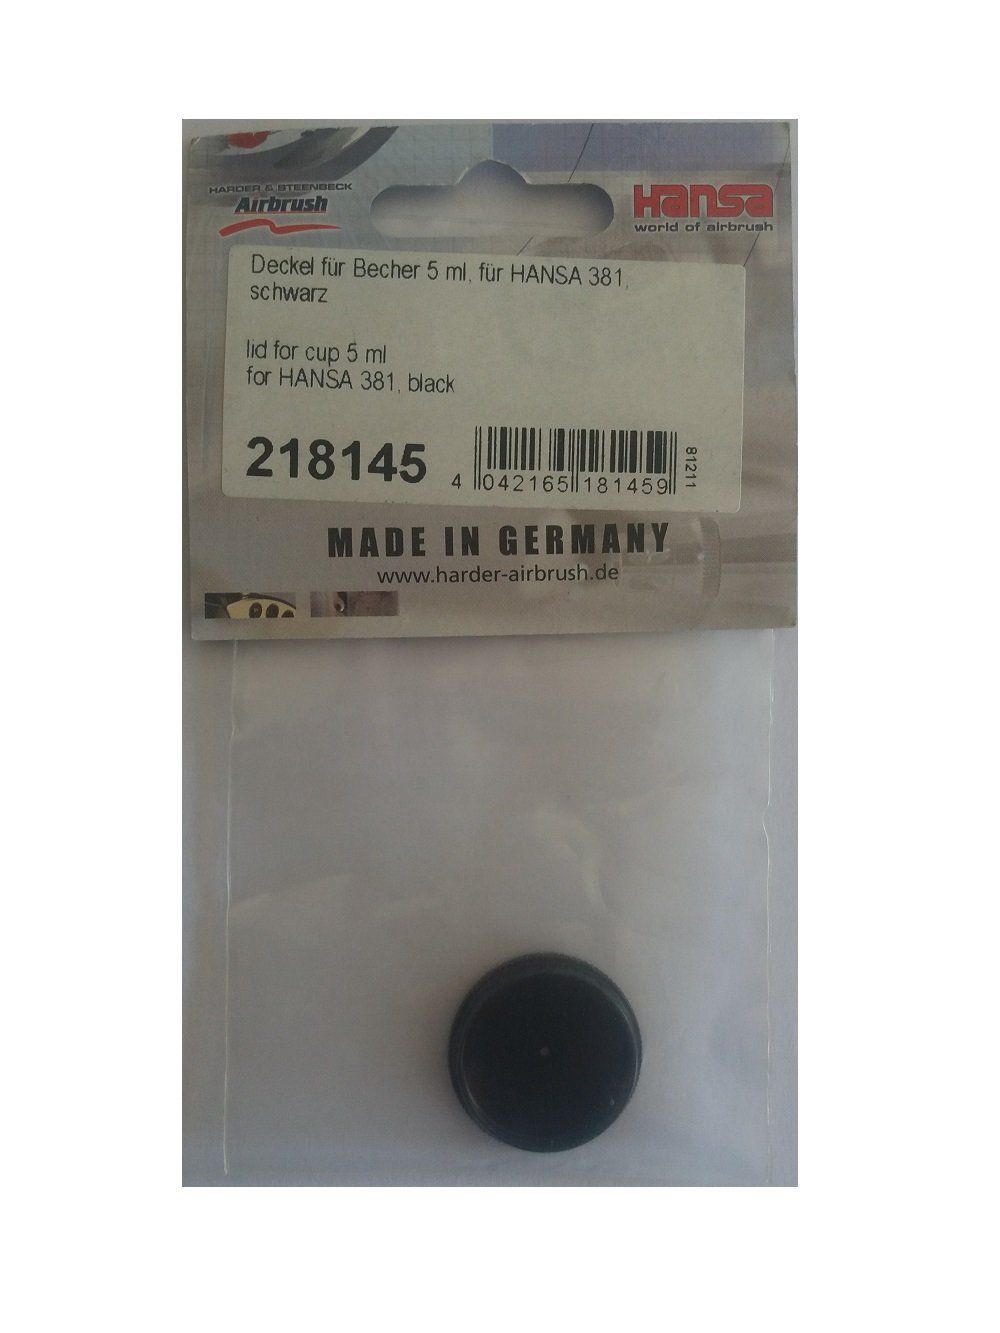 HARDER & STEENBECK
Airbrush
Hansa
world of airbrush
Deckel für Becher 5 ml, für HANSA 381,
schwarz
lid for cup 5 ml
for HANSA 381, black
218145
4 042165 181459
81211
MADE IN GERMANY
www.harder-airbrush.de